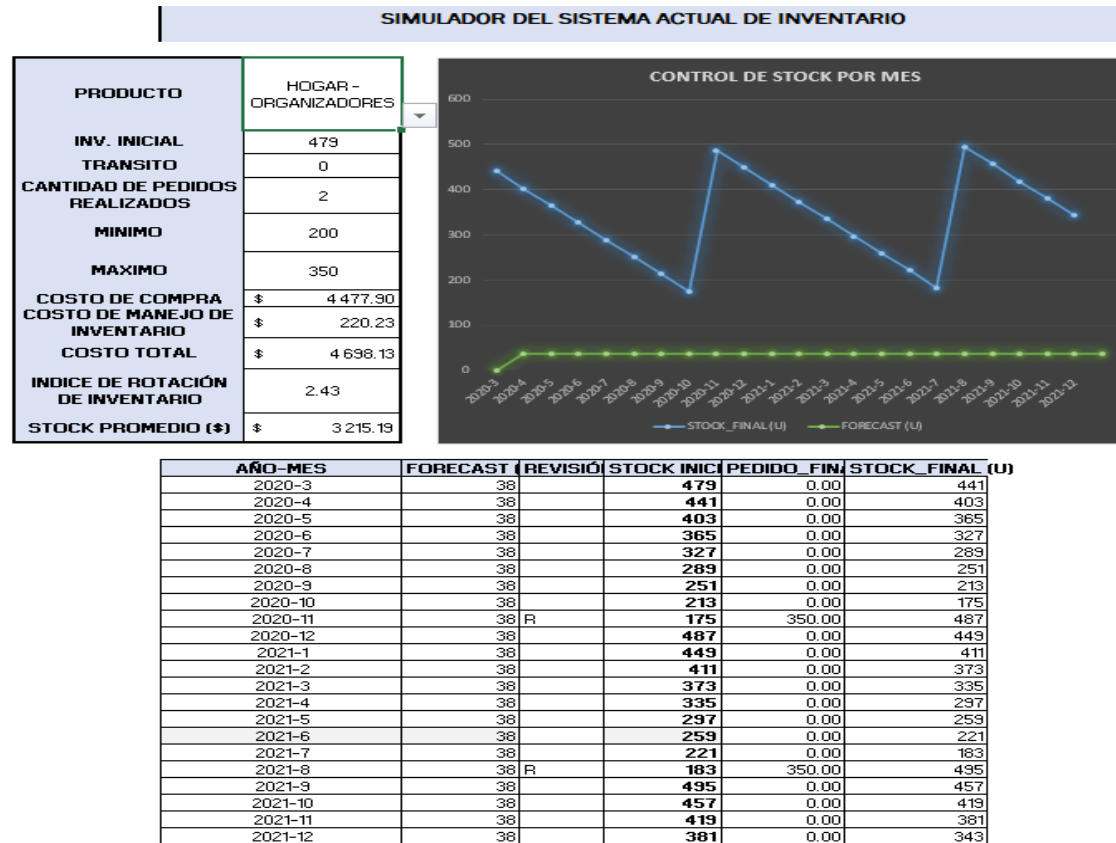 SIMULADOR DEL SISTEMA ACTUAL DE INVENTARIO
PRODUCTO HOGAR - ORGANIZADORES
INV. INICIAL 479
TRANSITO 0
CANTIDAD DE PEDIDOS REALIZADOS 2
MINIMO 200
MAXIMO 350
COSTO DE COMPRA $ 4 477.90
COSTO DE MANEJO DE INVENTARIO $ 220.23
COSTO TOTAL $ 4 698.13
INDICE DE ROTACIÓN DE INVENTARIO 2.43
STOCK PROMEDIO ($) $ 3 215.19
CONTROL DE STOCK POR MES
600
500
400
300
200
100
0
2020-3 2020-4 2020-5 2020-6 2020-7 2020-8 2020-9 2020-10 2020-11 2020-12 2021-1 2021-2 2021-3 2021-4 2021-5 2021-6 2021-7 2021-8 2021-9 2021-10 2021-11 2021-12
STOCK_FINAL (U) FORECAST (U)
AÑO-MES FORECAST ( REVISIÓ STOCK INICI PEDIDO_FIN STOCK_FINAL (U)
2020-3 38 479 0.00 441
2020-4 38 441 0.00 403
2020-5 38 403 0.00 365
2020-6 38 365 0.00 327
2020-7 38 327 0.00 289
2020-8 38 289 0.00 251
2020-9 38 251 0.00 213
2020-10 38 213 0.00 175
2020-11 38 R 175 350.00 487
2020-12 38 487 0.00 449
2021-1 38 449 0.00 411
2021-2 38 411 0.00 373
2021-3 38 373 0.00 335
2021-4 38 335 0.00 297
2021-5 38 297 0.00 259
2021-6 38 259 0.00 221
2021-7 38 221 0.00 183
2021-8 38 R 183 350.00 495
2021-9 38 495 0.00 457
2021-10 38 457 0.00 419
2021-11 38 419 0.00 381
2021-12 38 381 0.00 343